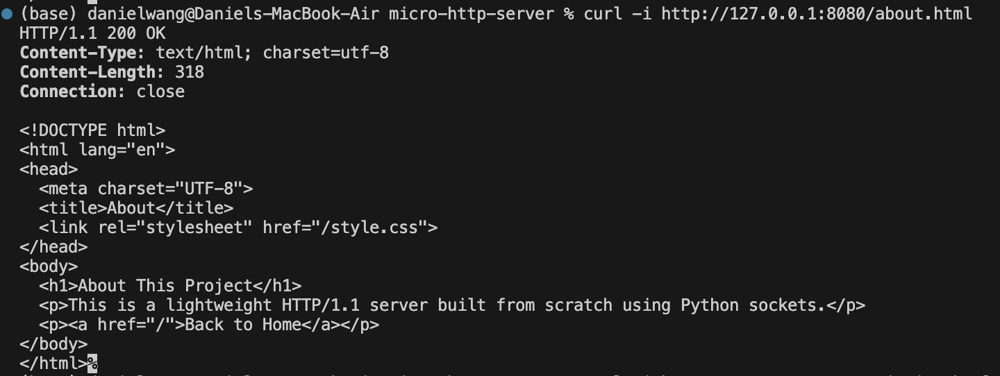 (base) danielwang@Daniels-MacBook-Air micro-http-server % curl -i http://127.0.0.1:8080/about.html
HTTP/1.1 200 OK
Content-Type: text/html; charset=utf-8
Content-Length: 318
Connection: close

<!DOCTYPE html>
<html lang="en">
<head>
  <meta charset="UTF-8">
  <title>About</title>
  <link rel="stylesheet" href="/style.css">
</head>
<body>
  <h1>About This Project</h1>
  <p>This is a lightweight HTTP/1.1 server built from scratch using Python sockets.</p>
  <p><a href="/">Back to Home</a></p>
</body>
</html>%